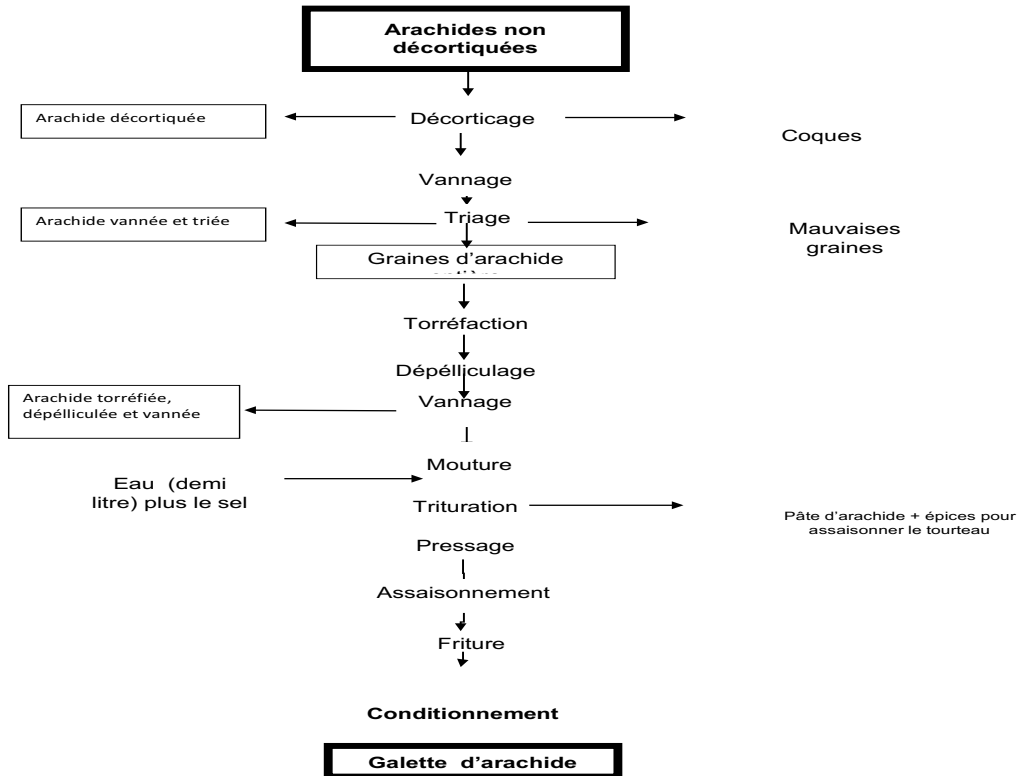 Arachides non
décortiquées
Arachide décortiquée
Décorticage
Coques
Vannage
Arachide vannée et triée
Triage
Mauvaises
graines
Graines d'arachide
Torréfaction
Dépélliculage
Arachide torréfiée,
dépélliculée et vannée
Vannage
Mouture
Eau (demi
litre) plus le sel
Trituration
Pâte d'arachide + épices pour
assaisonner le tourteau
Pressage
Assaisonnement
Friture
Conditionnement
Galette d'arachide